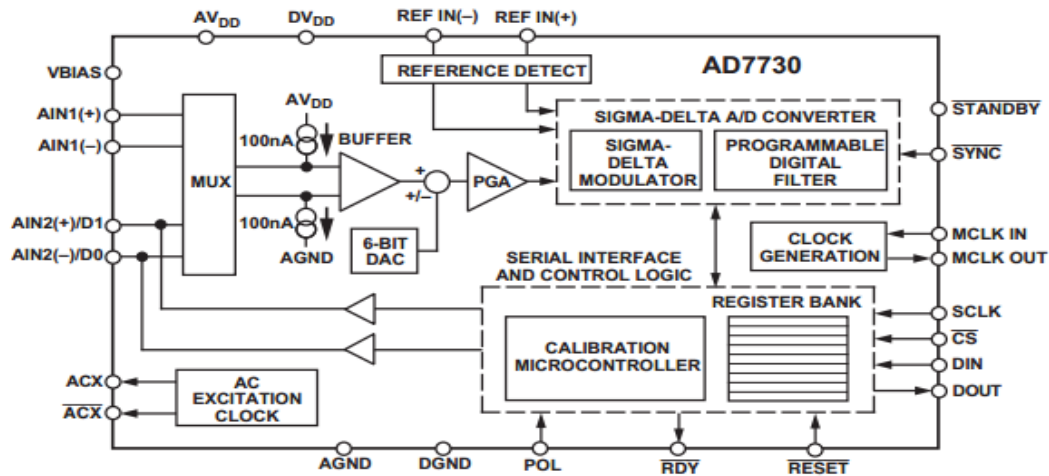 AVDD
DVDD
REF IN(–)
REF IN(+)
REFERENCE DETECT
AD7730
VBIAS
AIN1(+)
AIN1(–)
AIN2(+)/D1
AIN2(–)/D0
MUX
AVDD
100nA
BUFFER
100nA
AGND
+
+/–
PGA
6-BIT
DAC
SIGMA-DELTA A/D CONVERTER
SIGMA-
DELTA
MODULATOR
PROGRAMMABLE
DIGITAL
FILTER
STANDBY
SYNC
CLOCK
GENERATION
MCLK IN
MCLK OUT
SERIAL INTERFACE
AND CONTROL LOGIC
REGISTER BANK
CALIBRATION
MICROCONTROLLER
SCLK
CS
DIN
DOUT
ACX
ACX
AC
EXCITATION
CLOCK
AGND
DGND
POL
RDY
RESET